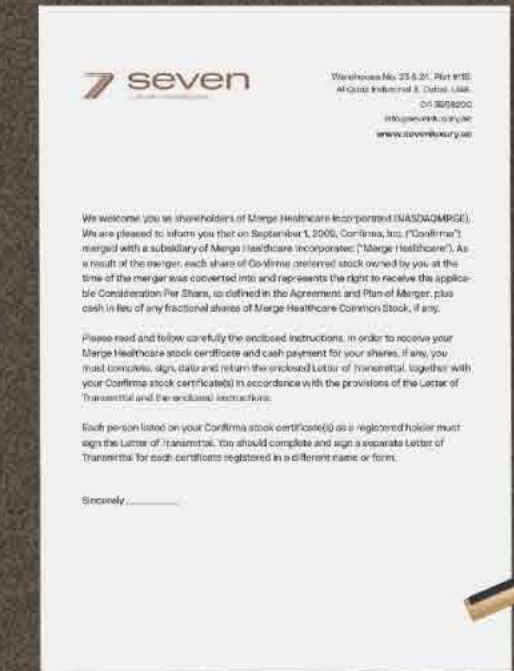 7 seven
Warehouse No. 23 & 24, Plot #115,
Al Quoz Industrial 3, Dubai, UAE.
info@sevenluxury.ae
www.sevenluxury.ae
We welcome you as shareholders of Merge Healthcare Incorporated (NASDAQMRGE).
We are pleased to inform you that on September 1, 2009, Confirma, Inc. ("Confirma")
merged with a subsidiary of Merge Healthcare Incorporated ("Merge Healthcare"). As
a result of the merger, each share of Confirma preferred stock owned by you at the
time of the merger was converted into and represents the right to receive the applica-
ble Consideration Per Share, as defined in the Agreement and Plan of Merger, plus
cash in lieu of any fractional shares of Merge Healthcare Common Stock, if any.
Please read and follow carefully the enclosed instructions. In order to receive your
Merge Healthcare stock certificate and cash payment for your shares, if any, you
must complete, sign, date and return the enclosed Letter of Transmittal, together with
your Confirma stock certificate(s) in accordance with the provisions of the Letter of
Transmittal and the enclosed instructions.
Each person listed on your Confirma stock certificate(s) as a registered holder must
sign the Letter of Transmittal. You should complete and sign a separate Letter of
Transmittal for each certificate registered in a different name or form.
Sincerely